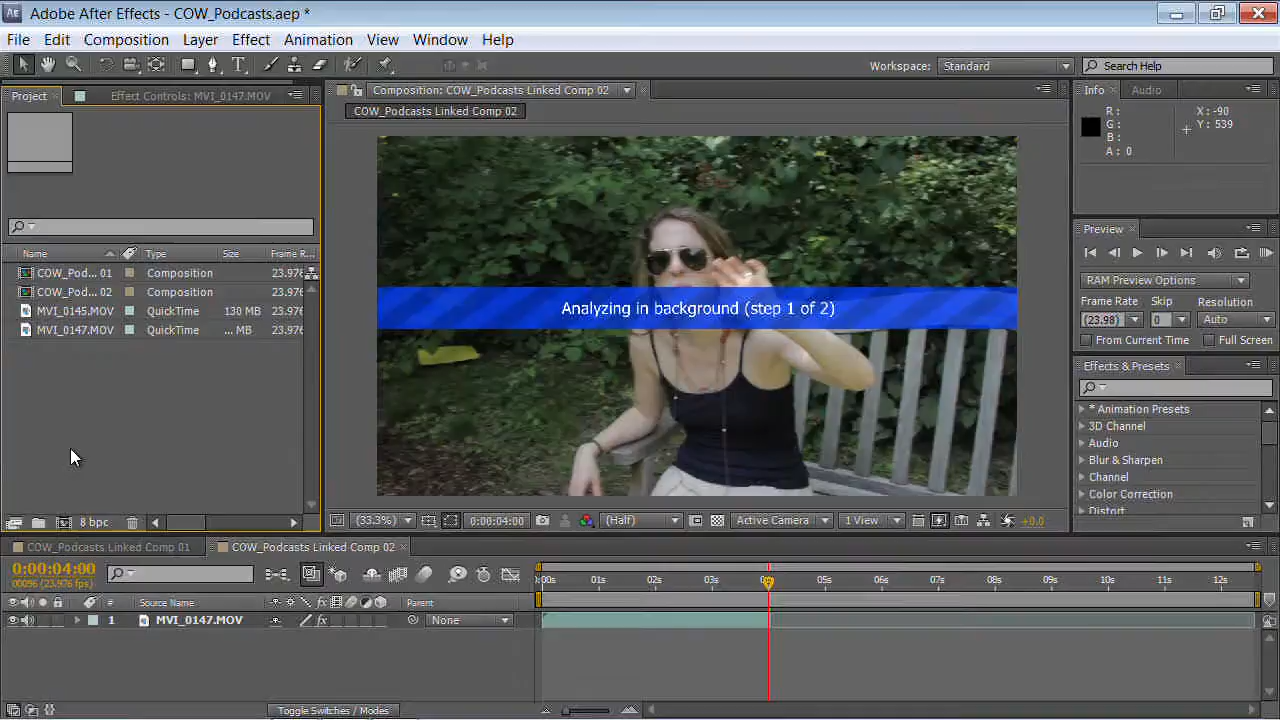 Adobe After Effects - COW_Podcasts.aep *
File Edit Composition Layer Effect Animation View Window Help
Workspace: Standard Search Help
Project Effect Controls: MVI_0147.MOV
Composition: COW_Podcasts Linked Comp 02
COW_Podcasts Linked Comp 02
Info Audio
R:
G:
B:
A: 0
X: -90
Y: 539
Preview
RAM Preview Options
Frame Rate Skip Resolution
(23.98) 0 Auto
From Current Time Full Screen
Effects & Presets
* Animation Presets
3D Channel
Audio
Blur & Sharpen
Channel
Color Correction
Distort
Name Type Size Frame R...
COW_Pod... 01 Composition 23.976
COW_Pod... 02 Composition 23.976
MVI_0145.MOV QuickTime 130 MB 23.976
MVI_0147.MOV QuickTime ... MB 23.976
8 bpc
Analyzing in background (step 1 of 2)
(33.3%) 0:00:04:00 (Half) Active Camera 1 View +0.0
COW_Podcasts Linked Comp 01 COW_Podcasts Linked Comp 02
0:00:04:00
00096 (23.976 fps)
:00s 01s 02s 03s 05s 06s 07s 08s 09s 10s 11s 12s
# Source Name Parent
1 MVI_0147.MOV None
Toggle Switches / Modes